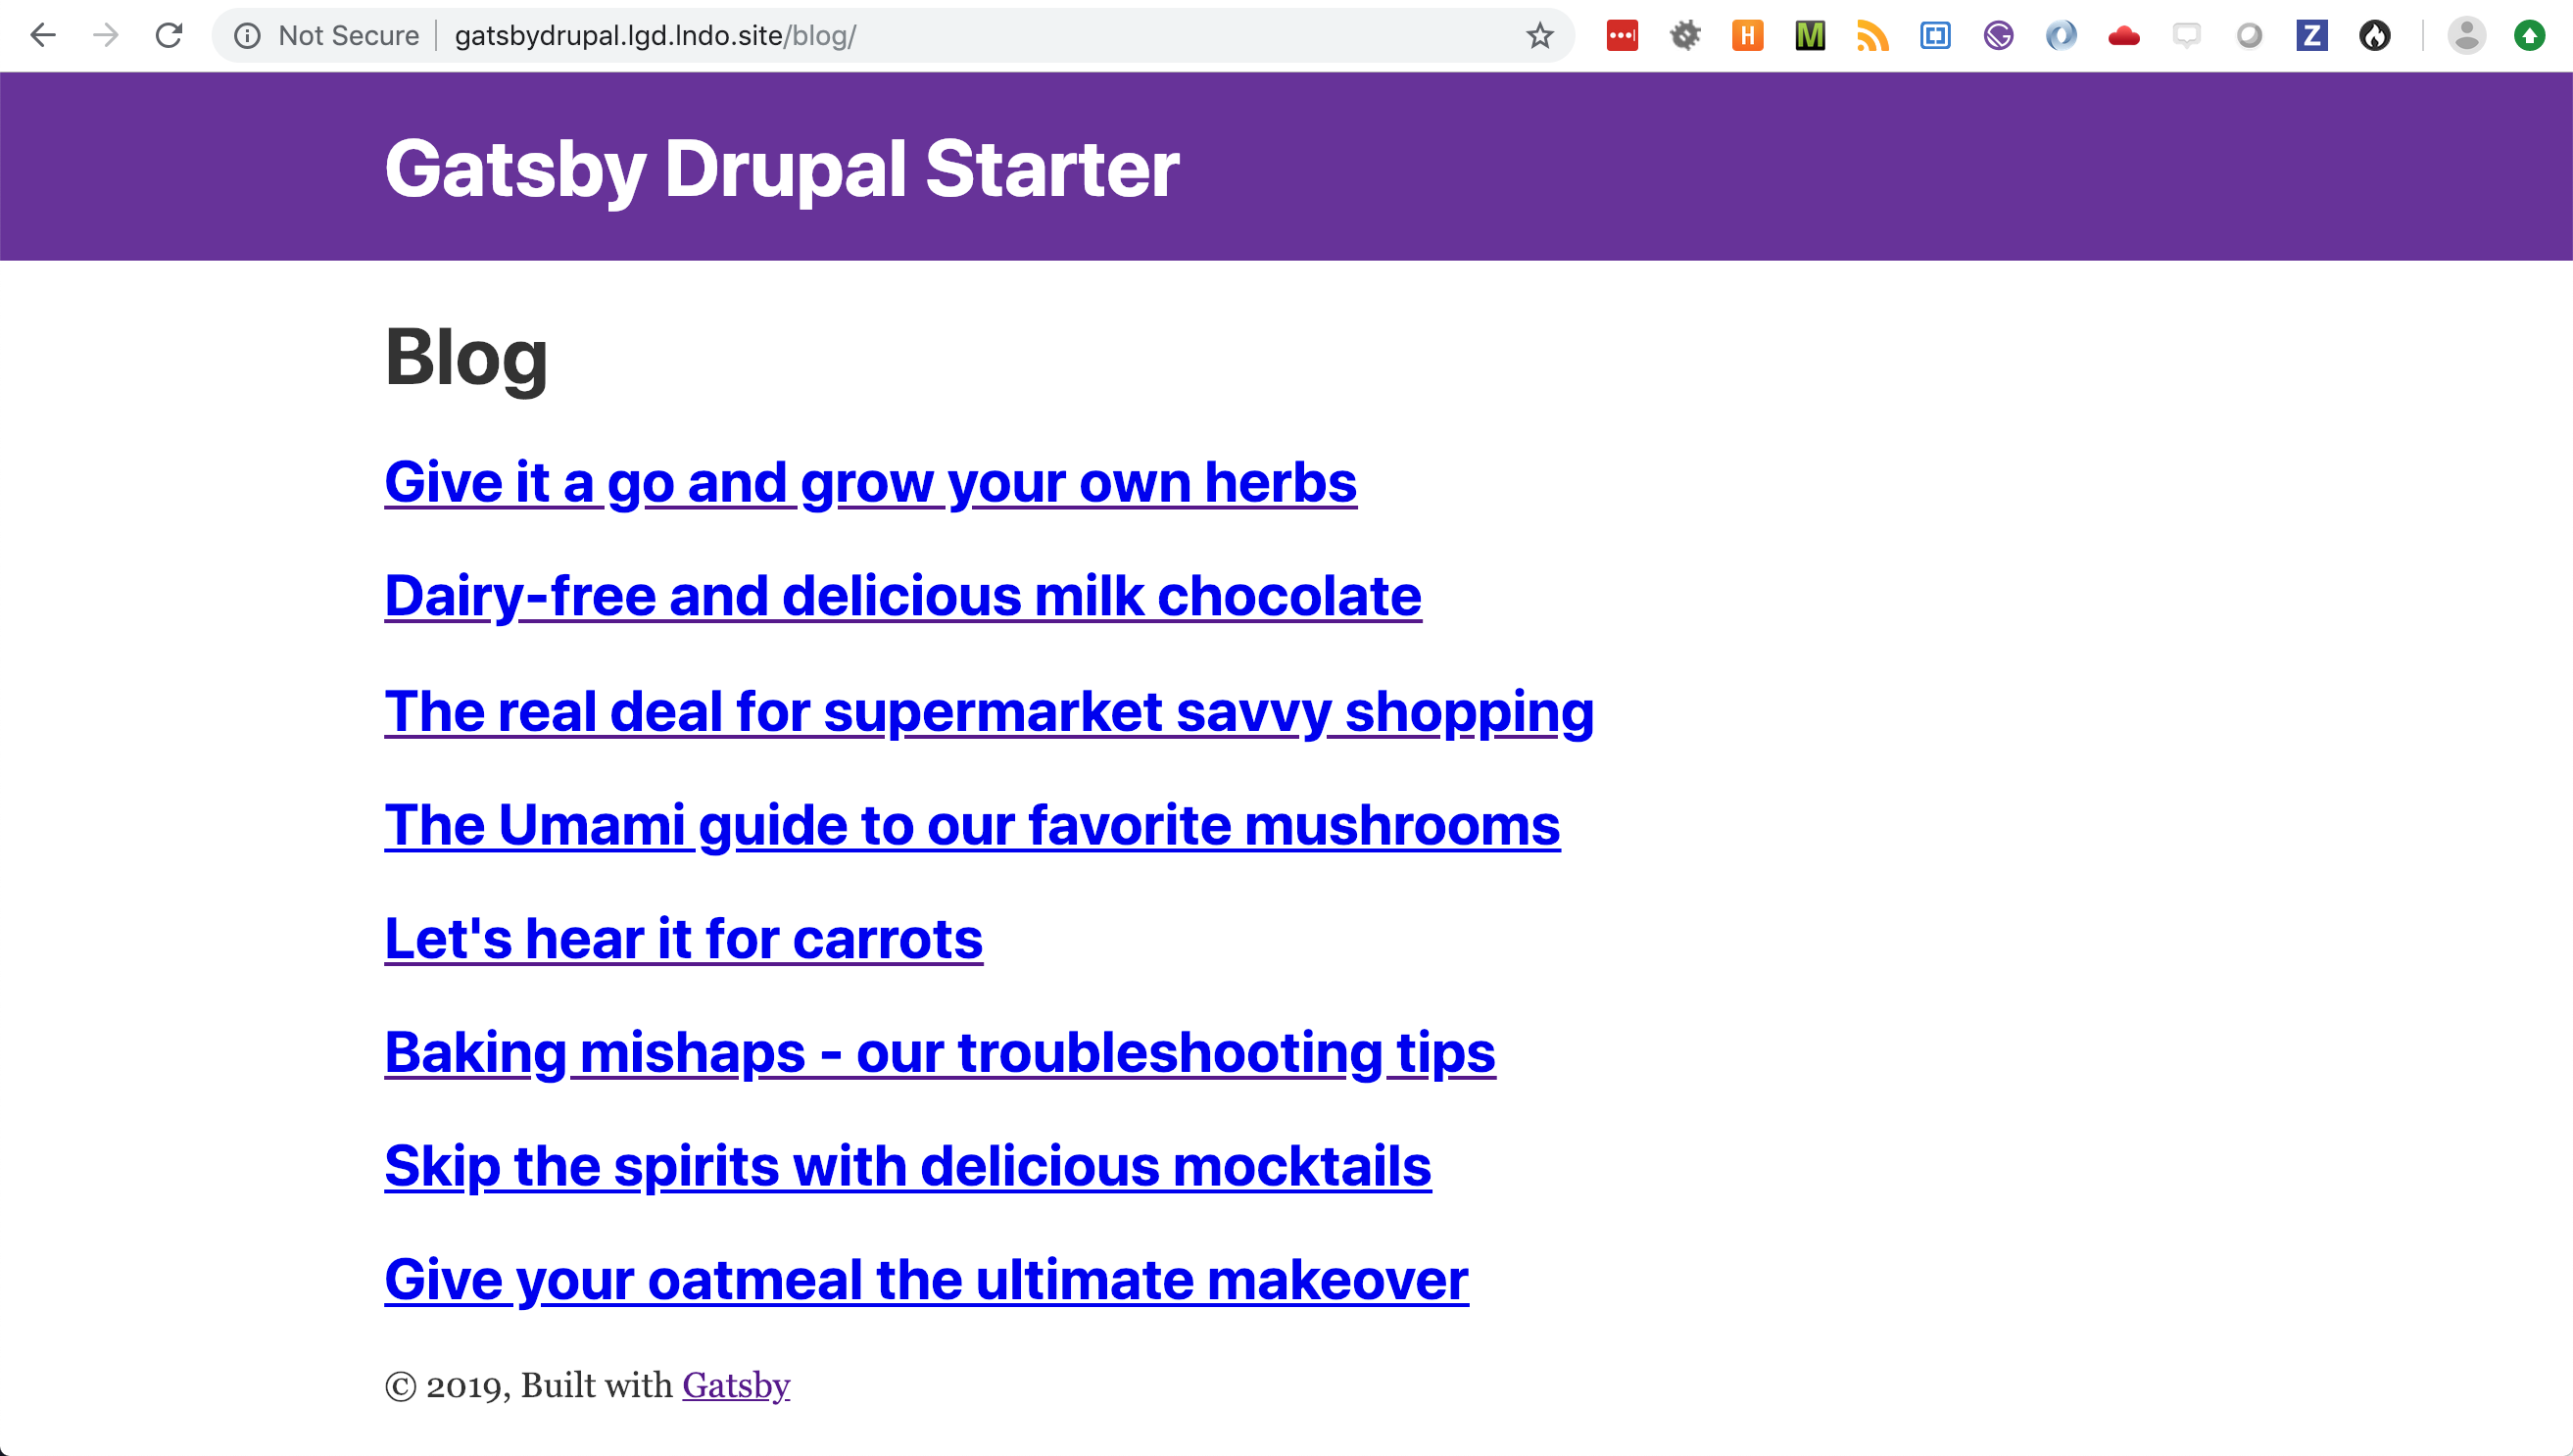 Not Secure gatsbydrupal.lgd.lndo.site/blog/
H M Z
Gatsby Drupal Starter
Blog
Give it a go and grow your own herbs
Dairy-free and delicious milk chocolate
The real deal for supermarket savvy shopping
The Umami guide to our favorite mushrooms
Let's hear it for carrots
Baking mishaps - our troubleshooting tips
Skip the spirits with delicious mocktails
Give your oatmeal the ultimate makeover
© 2019, Built with Gatsby